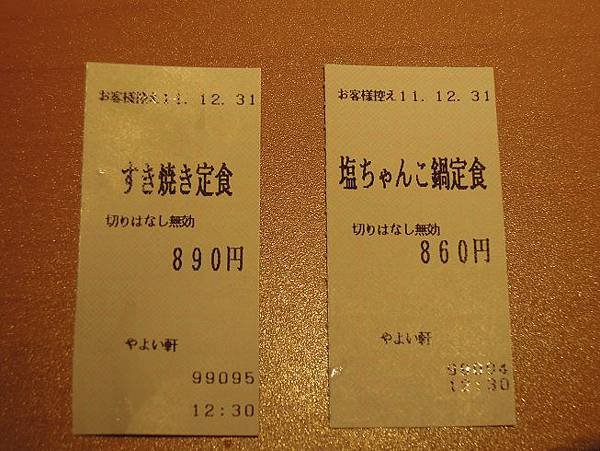 お客様控え11.12.31
すき焼き定食
切りはなし無効
890円
やよい軒
99095
12:30
お客様控え11.12.31
塩ちゃんこ鍋定食
切りはなし無効
860円
やよい軒
99094
12:30